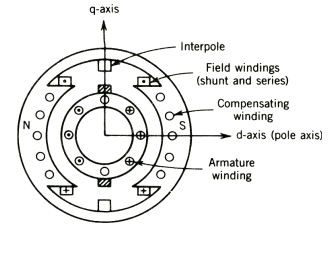 q-axis
Interpole
Field windings
(shunt and series)
Compensating
winding
N
S
d-axis (pole axis)
Armature
winding